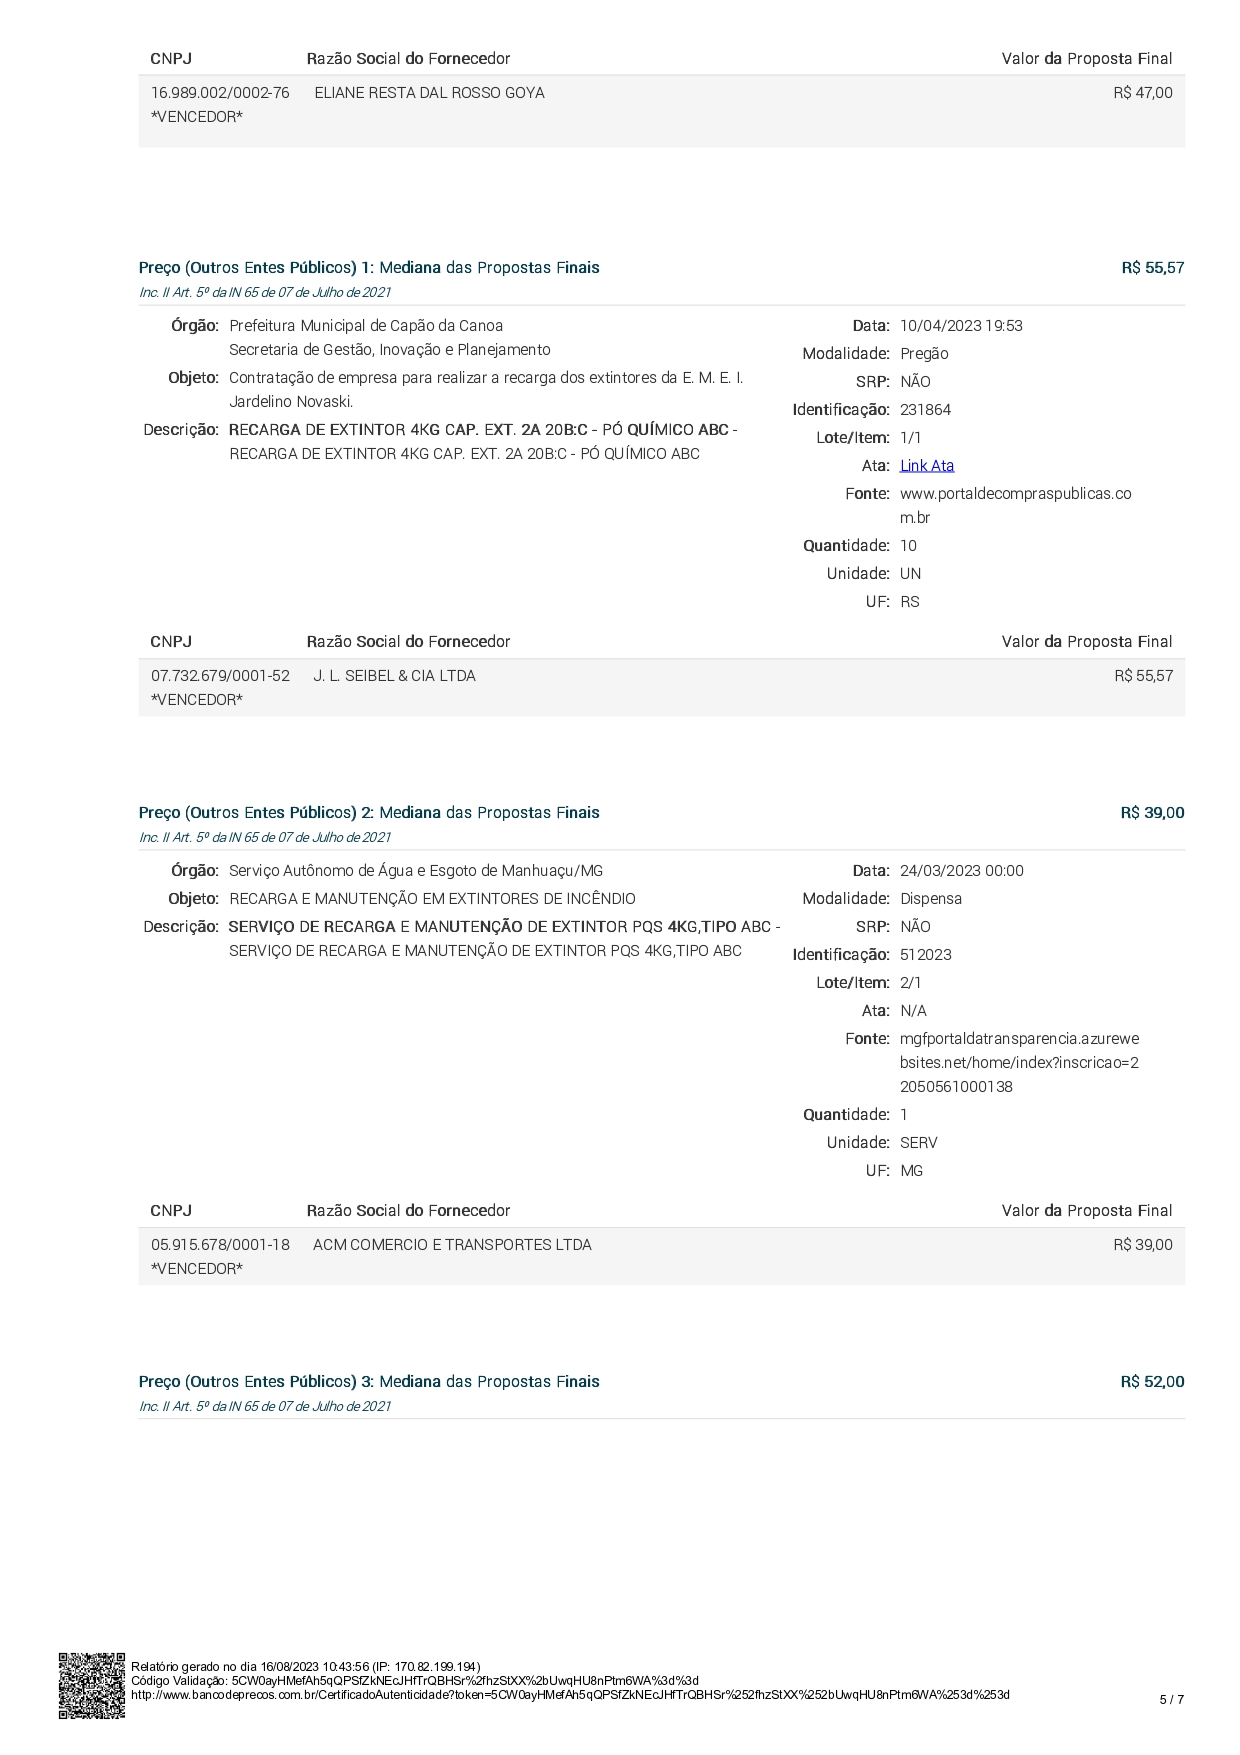 CNPJ Razão Social do Fornecedor Valor da Proposta Final
16.989.002/0002-76 ELIANE RESTA DAL ROSSO GOYA R$ 47,00
*VENCEDOR*
Preço (Outros Entes Públicos) 1: Mediana das Propostas Finais R$ 55,57
Inc. II Art. 5º da IN 65 de 07 de Julho de 2021
Órgão: Prefeitura Municipal de Capão da Canoa
Secretaria de Gestão, Inovação e Planejamento
Objeto: Contratação de empresa para realizar a recarga dos extintores da E. M. E. I.
Jardelino Novaski.
Descrição: RECARGA DE EXTINTOR 4KG CAP. EXT. 2A 20B:C - PÓ QUÍMICO ABC -
RECARGA DE EXTINTOR 4KG CAP. EXT. 2A 20B:C - PÓ QUÍMICO ABC
Data: 10/04/2023 19:53
Modalidade: Pregão
SRP: NÃO
Identificação: 231864
Lote/Item: 1/1
Ata: Link Ata
Fonte: www.portaldecompraspublicas.co
m.br
Quantidade: 10
Unidade: UN
UF: RS
CNPJ Razão Social do Fornecedor Valor da Proposta Final
07.732.679/0001-52 J. L. SEIBEL & CIA LTDA R$ 55,57
*VENCEDOR*
Preço (Outros Entes Públicos) 2: Mediana das Propostas Finais R$ 39,00
Inc. II Art. 5º da IN 65 de 07 de Julho de 2021
Órgão: Serviço Autônomo de Água e Esgoto de Manhuaçu/MG
Objeto: RECARGA E MANUTENÇÃO EM EXTINTORES DE INCÊNDIO
Descrição: SERVIÇO DE RECARGA E MANUTENÇÃO DE EXTINTOR PQS 4KG,TIPO ABC -
SERVIÇO DE RECARGA E MANUTENÇÃO DE EXTINTOR PQS 4KG,TIPO ABC
Data: 24/03/2023 00:00
Modalidade: Dispensa
SRP: NÃO
Identificação: 512023
Lote/Item: 2/1
Ata: N/A
Fonte: mgfportaldatransparencia.azurewe
bsites.net/home/index?inscricao=2
2050561000138
Quantidade: 1
Unidade: SERV
UF: MG
CNPJ Razão Social do Fornecedor Valor da Proposta Final
05.915.678/0001-18 ACM COMERCIO E TRANSPORTES LTDA R$ 39,00
*VENCEDOR*
Preço (Outros Entes Públicos) 3: Mediana das Propostas Finais R$ 52,00
Inc. II Art. 5º da IN 65 de 07 de Julho de 2021
Relatório gerado no dia 16/08/2023 10:43:56 (IP: 170.82.199.194)
Código Validação: 5CW0ayHMefAh5qQPSfZkNEcJHfTrQBHSr%2fhzStXX%2bUwqHU8nPtm6WA%3d%3d
http://www.bancodeprecos.com.br/CertificadoAutenticidade?token=5CW0ayHMefAh5qQPSfZkNEcJHfTrQBHSr%252fhzStXX%252bUwqHU8nPtm6WA%253d%253d
5 / 7